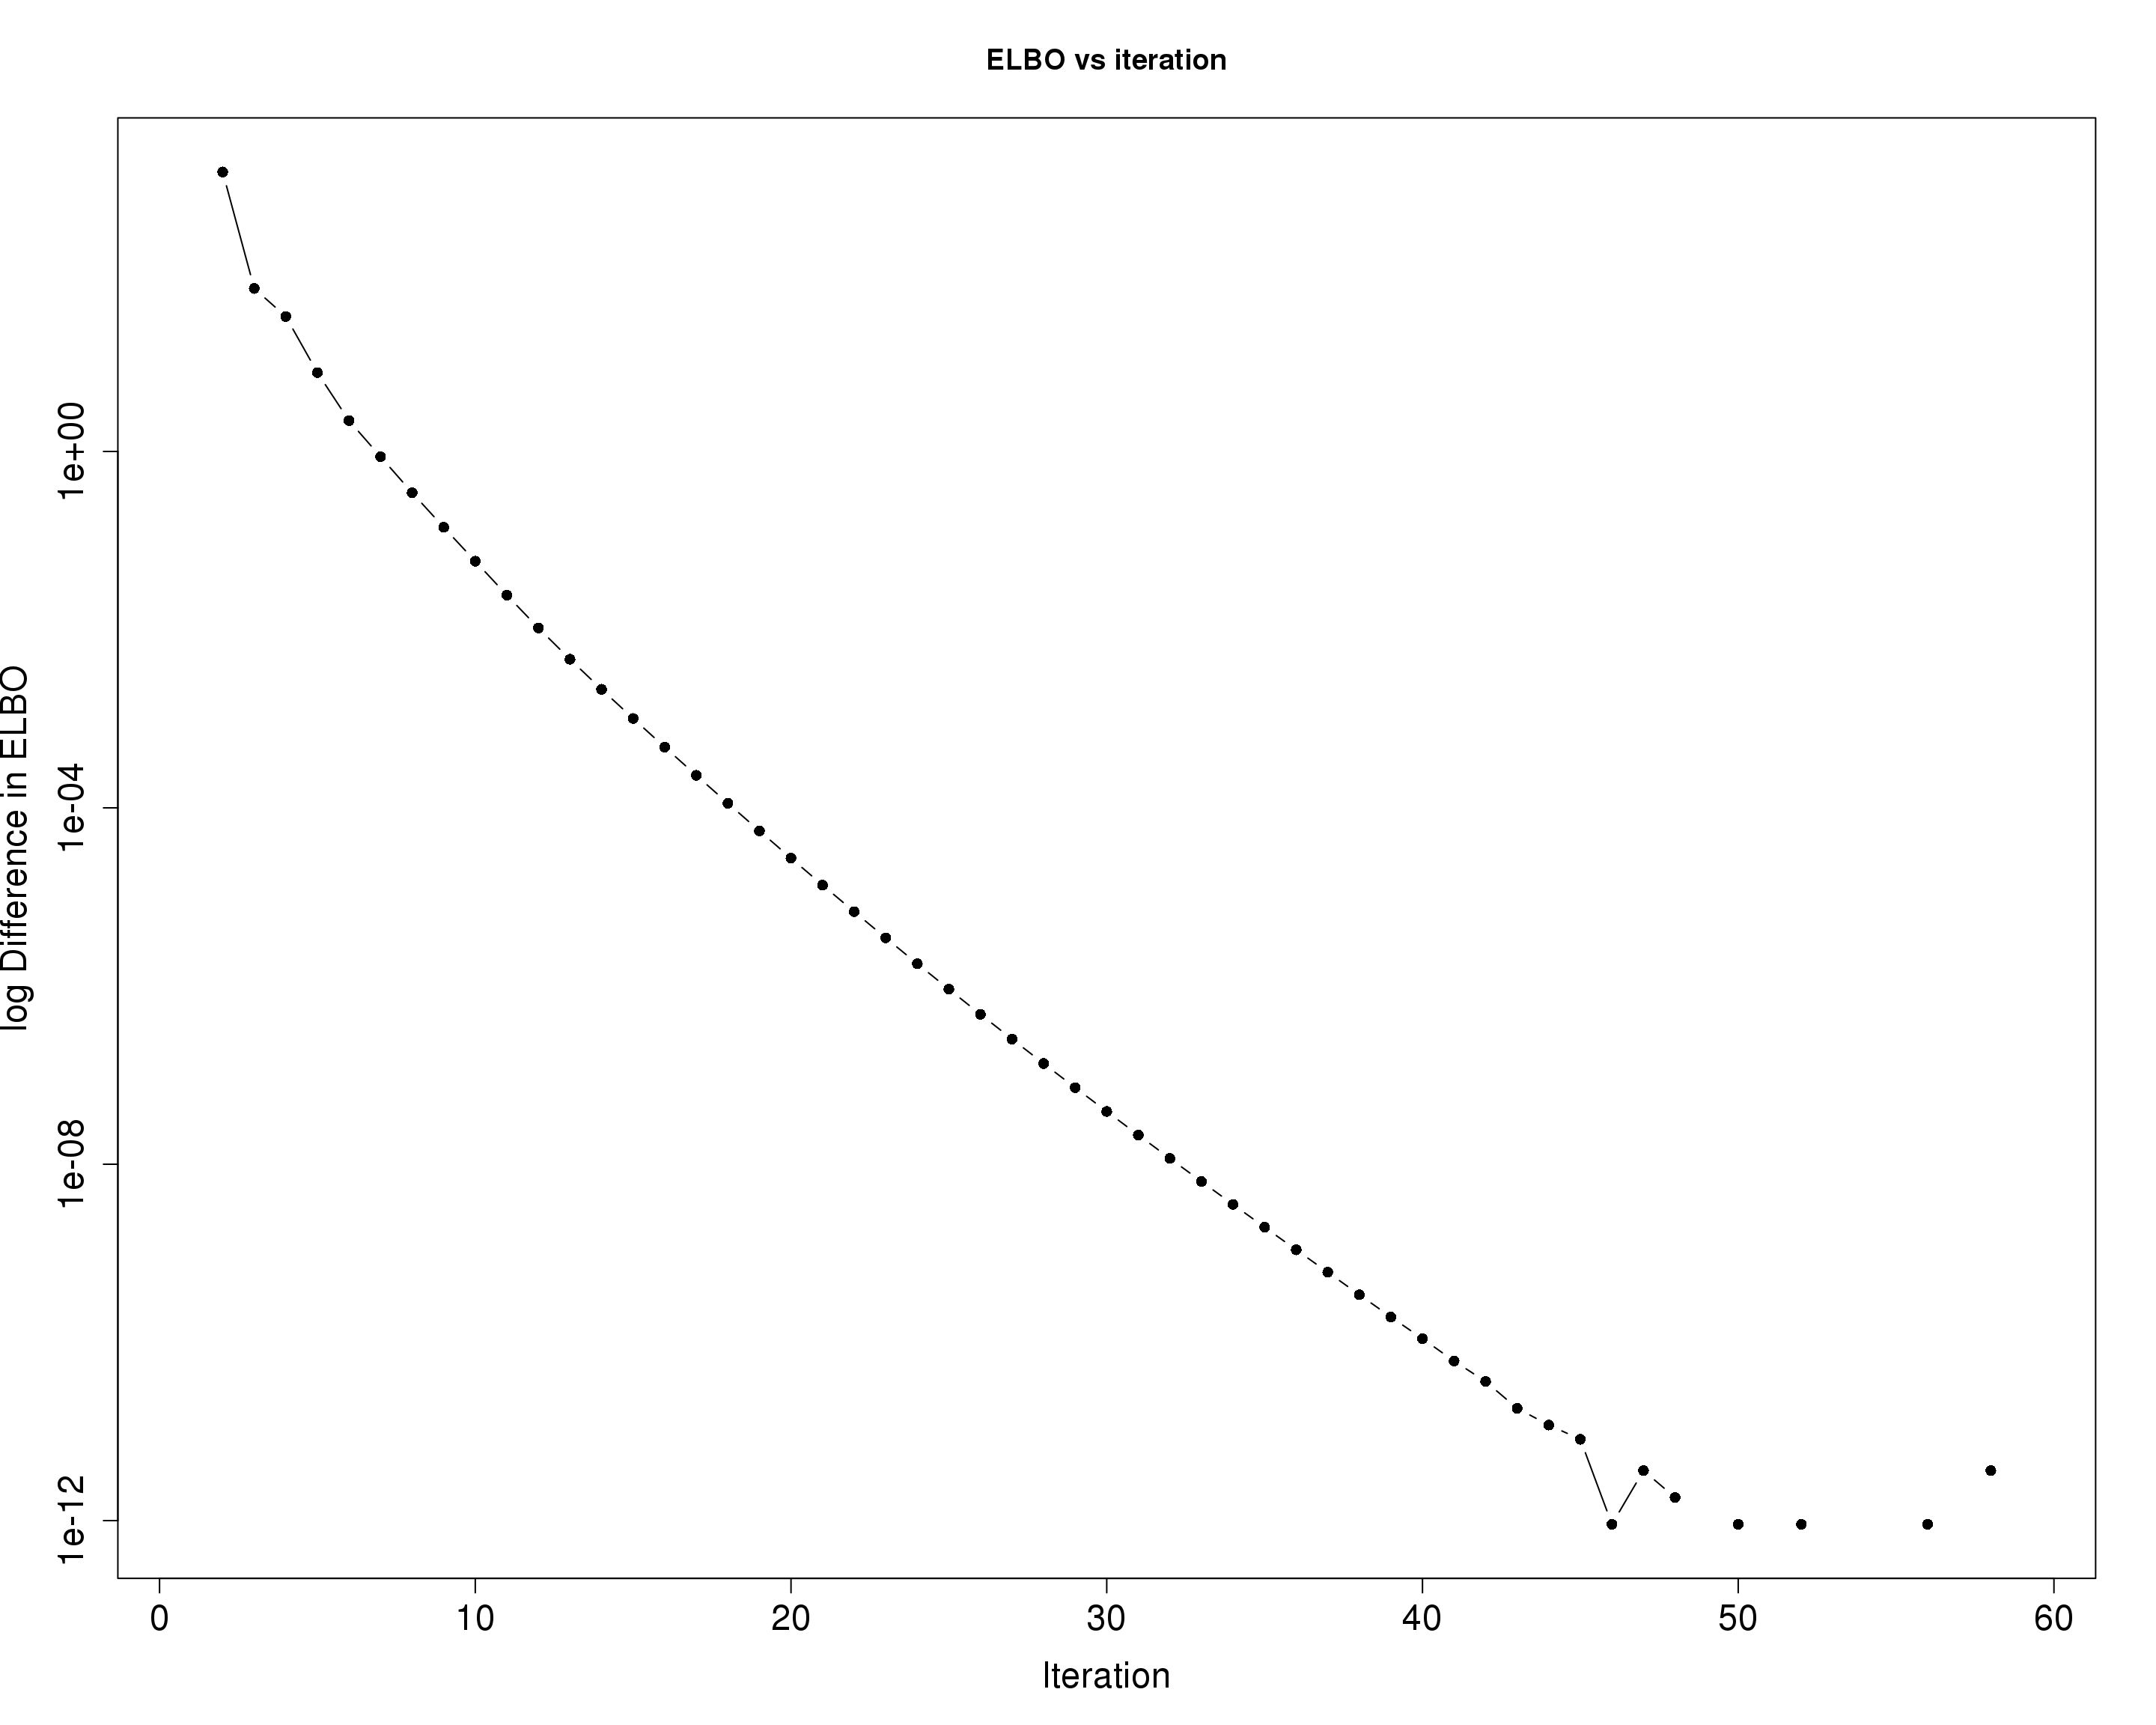 ELBO vs iteration
log Difference in ELBO
1e+00
1e-04
1e-08
1e-12
0 10 20 30 40 50 60
Iteration